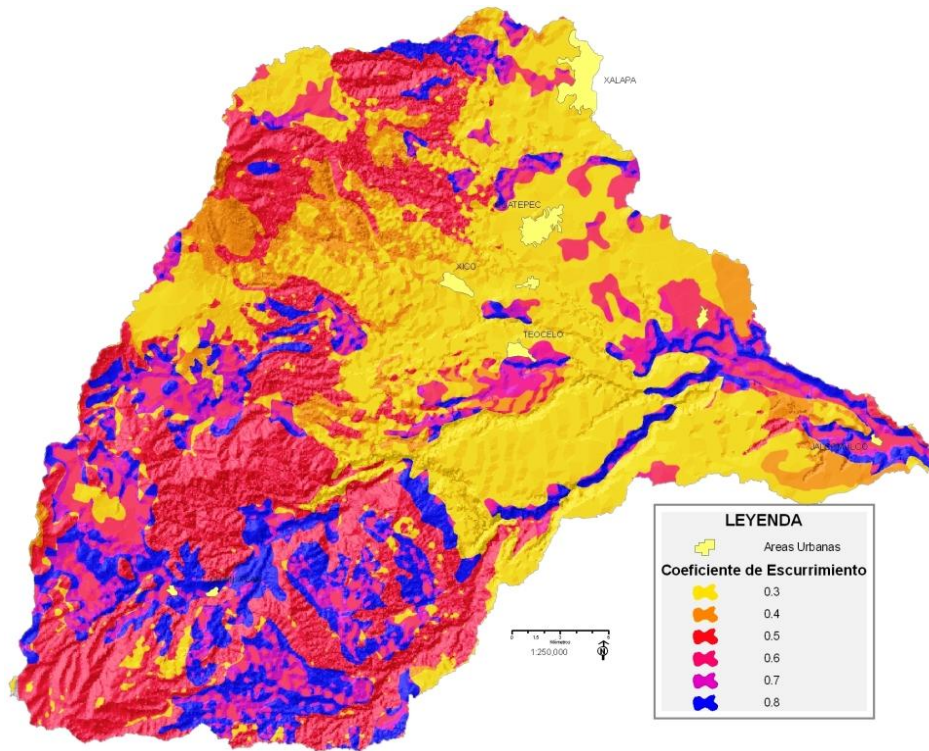 XALAPA
ATEPEC
XICO
TEOCELO
LEYENDA
Areas Urbanas
Coeficiente de Escurrimiento
0.3
0.4
0.5
0.6
0.7
0.8
1:250,000
N